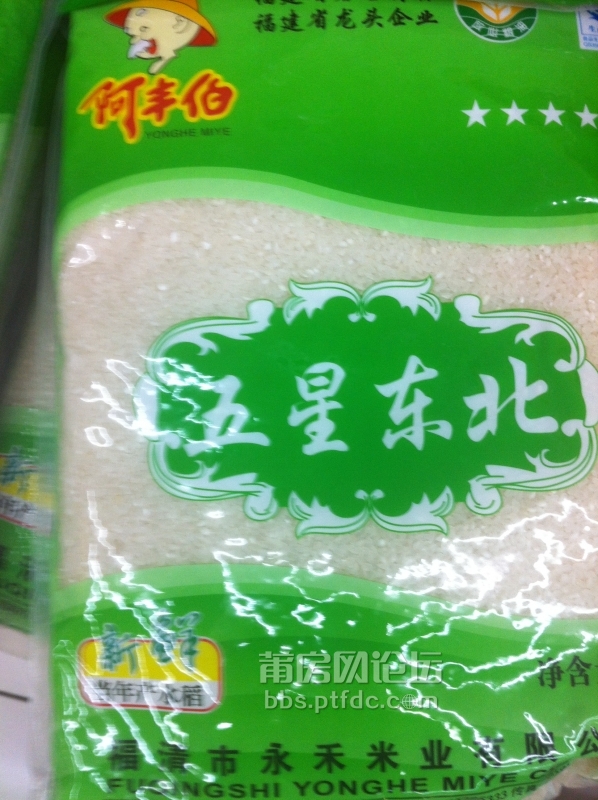 福建省龙头企业
阿丰伯
YONGHE MIYE
五星东北
新鲜
当年产水稻
净含
莆房网论坛
bbs.ptfdc.com
福清市永禾米业有限公
FUQINGSHI YONGHE MIYE C